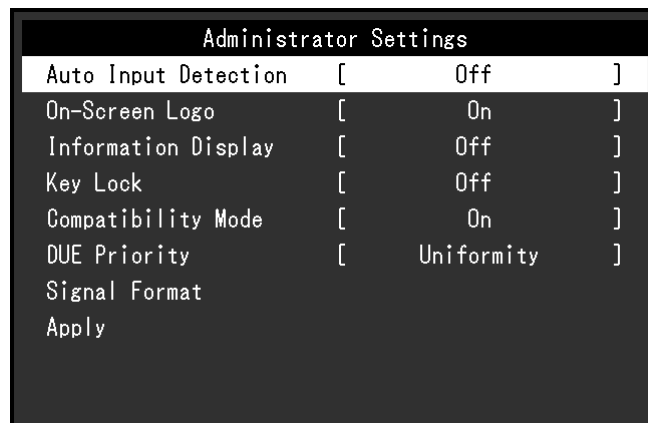 Administrator Settings
Auto Input Detection [ Off ]
On-Screen Logo [ On ]
Information Display [ Off ]
Key Lock [ Off ]
Compatibility Mode [ On ]
DUE Priority [ Uniformity ]
Signal Format
Apply